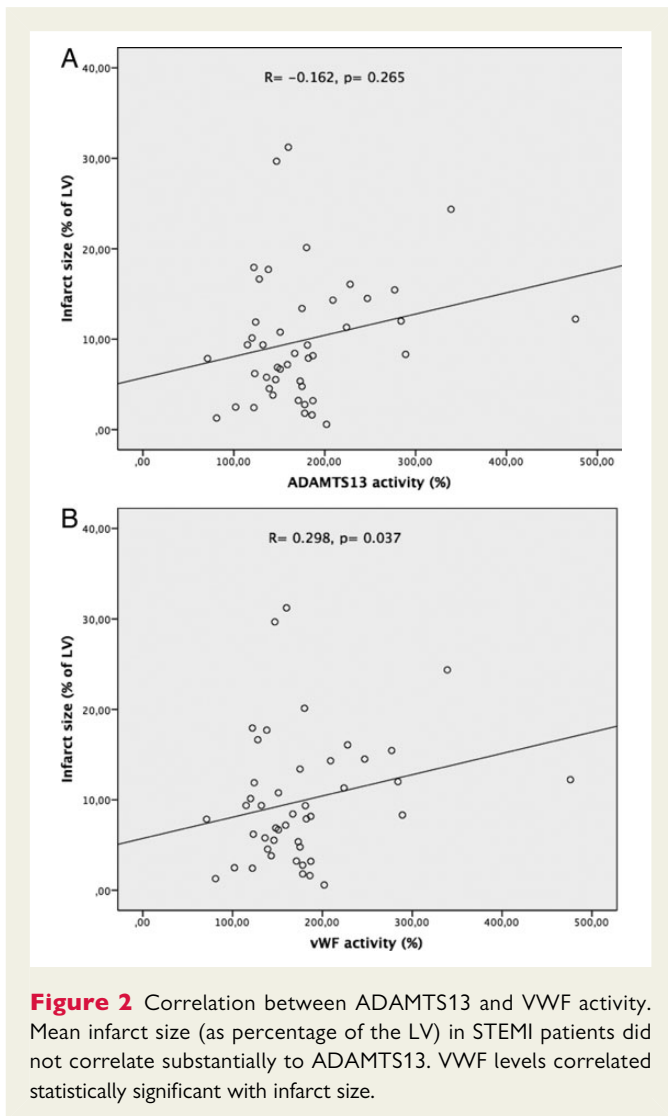 A
R= -0.162, p= 0.265
40,00
30,00
20,00
10,00
,00
Infarct size (% of LV)
,00 100,00 200,00 300,00 400,00 500,00
ADAMTS13 activity (%)
B
R= 0.298, p= 0.037
40,00
30,00
20,00
10,00
,00
Infarct size (% of LV)
,00 100,00 200,00 300,00 400,00 500,00
vWF activity (%)
Figure 2 Correlation between ADAMTS13 and VWF activity.
Mean infarct size (as percentage of the LV) in STEMI patients did
not correlate substantially to ADAMTS13. VWF levels correlated
statistically significant with infarct size.